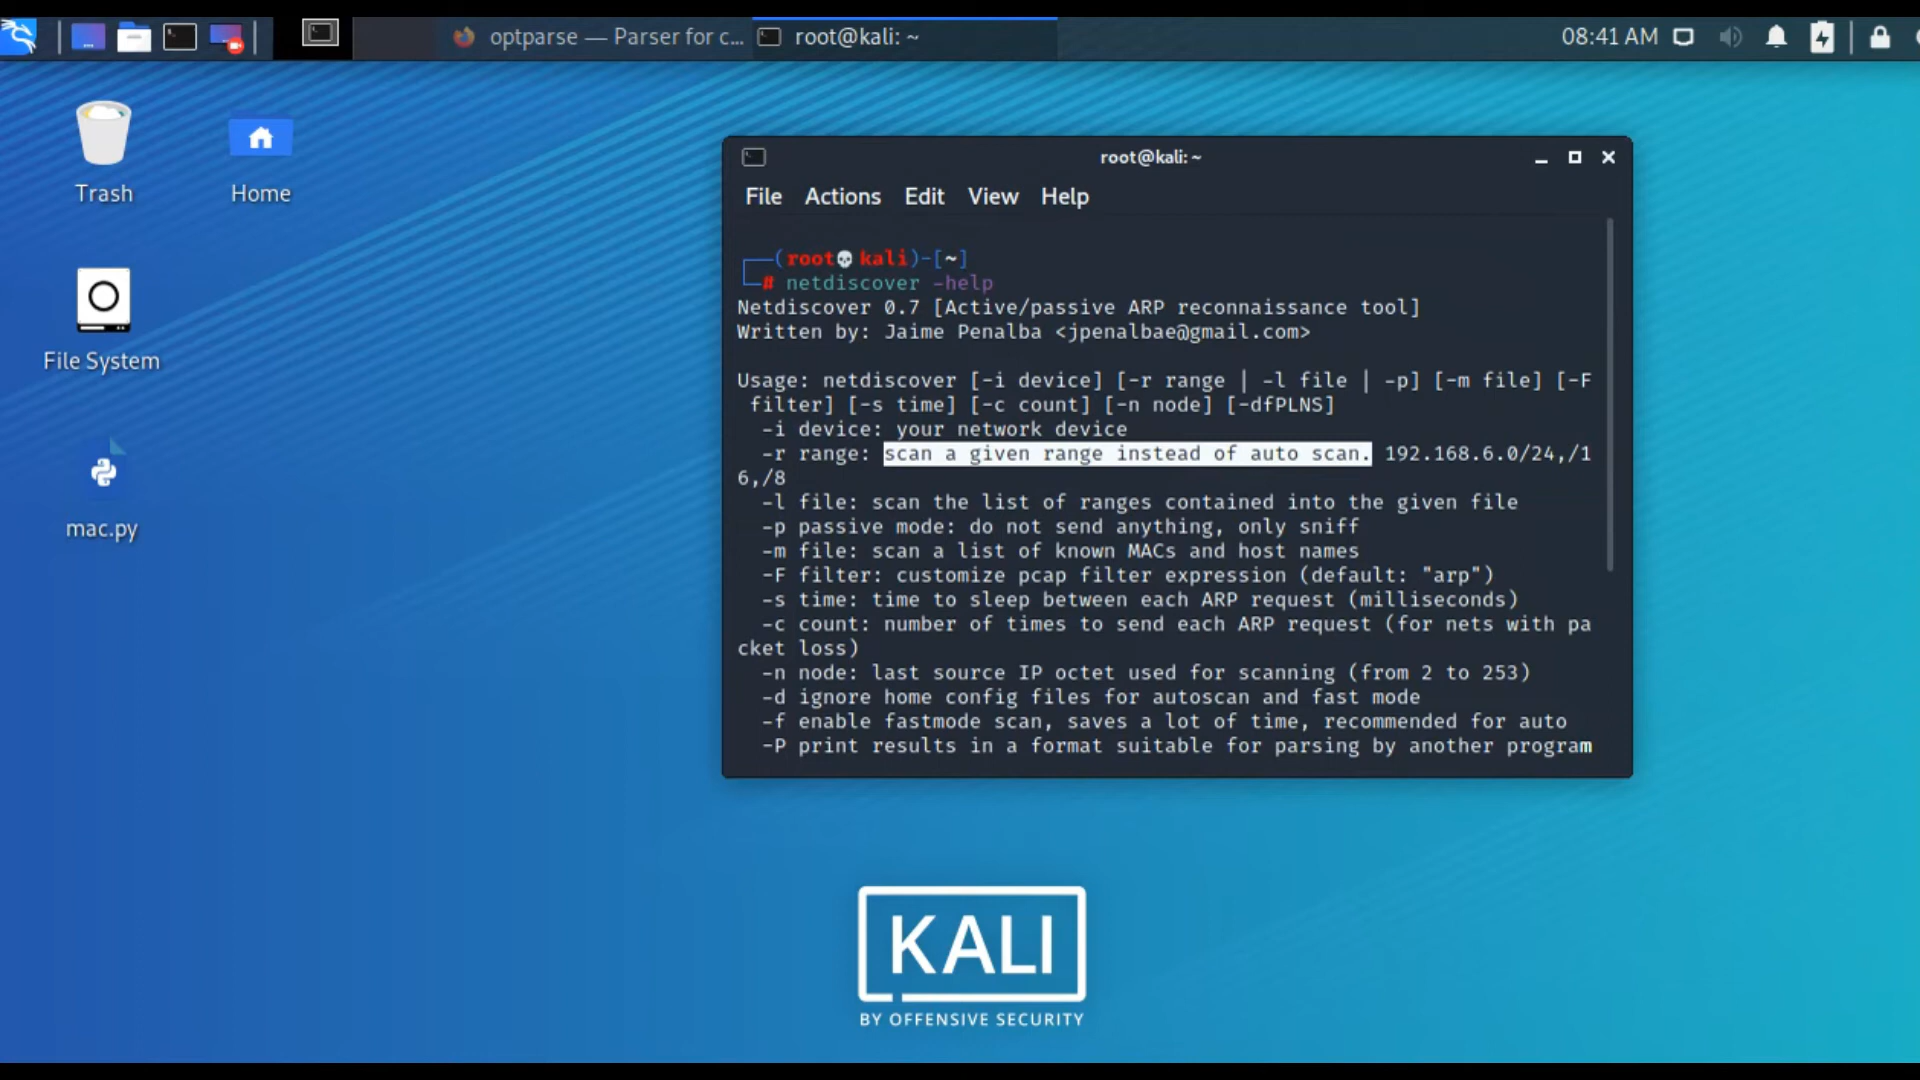 optparse — Parser for c...
root@kali: ~
08:41 AM
Trash
Home
File System
mac.py
root@kali: ~
File Actions Edit View Help
(root💀kali)-[~]
# netdiscover -help
Netdiscover 0.7 [Active/passive ARP reconnaissance tool]
Written by: Jaime Penalba <jpenalbae@gmail.com>
Usage: netdiscover [-i device] [-r range | -l file | -p] [-m file] [-F
filter] [-s time] [-c count] [-n node] [-dfPLNS]
-i device: your network device
-r range: scan a given range instead of auto scan. 192.168.6.0/24,/1
6,/8
-l file: scan the list of ranges contained into the given file
-p passive mode: do not send anything, only sniff
-m file: scan a list of known MACs and host names
-F filter: customize pcap filter expression (default: "arp")
-s time: time to sleep between each ARP request (milliseconds)
-c count: number of times to send each ARP request (for nets with pa
cket loss)
-n node: last source IP octet used for scanning (from 2 to 253)
-d ignore home config files for autoscan and fast mode
-f enable fastmode scan, saves a lot of time, recommended for auto
-P print results in a format suitable for parsing by another program
KALI
BY OFFENSIVE SECURITY